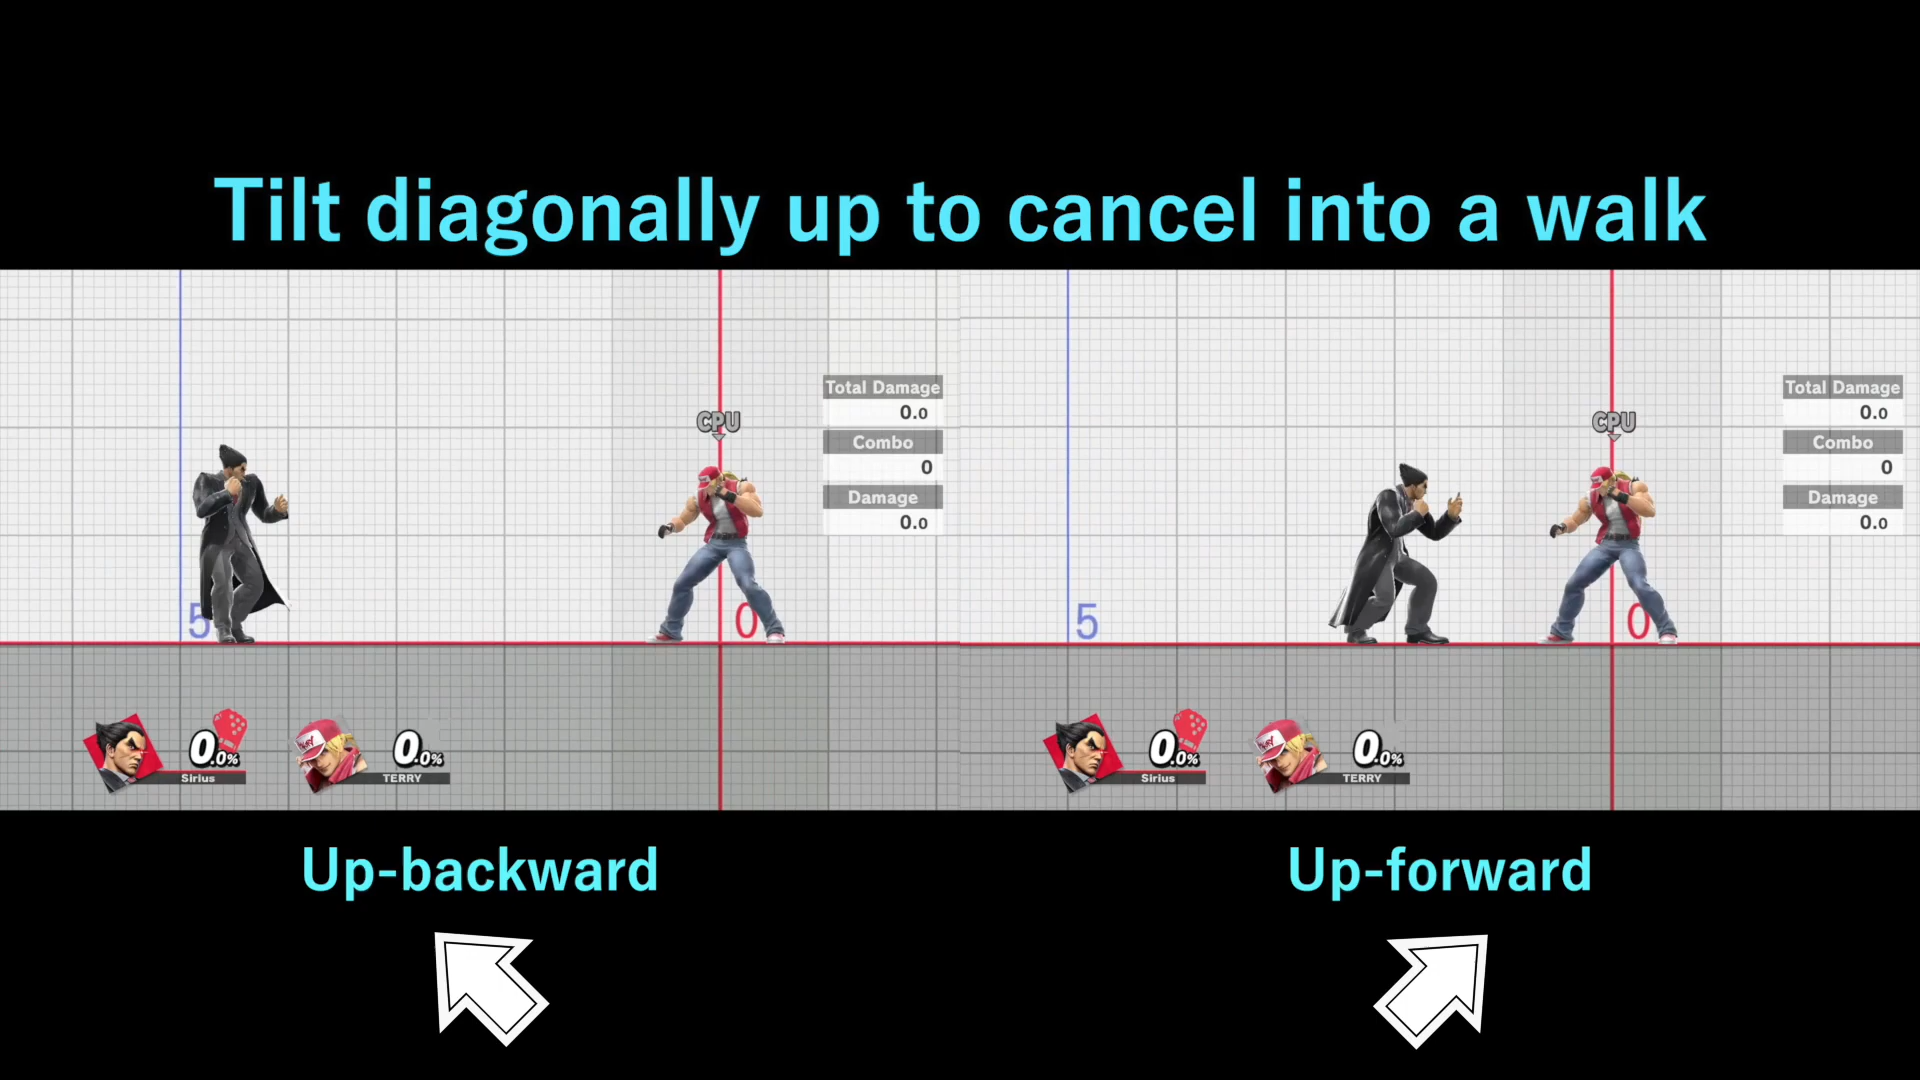 Tilt diagonally up to cancel into a walk
Total Damage
0.0
CPU
Combo
0
Damage
0.0
5
0
0.0%
Sirius
0.0%
TERRY
Total Damage
0.0
CPU
Combo
0
Damage
0.0
5
0
0.0%
Sirius
0.0%
TERRY
Up-backward
Up-forward